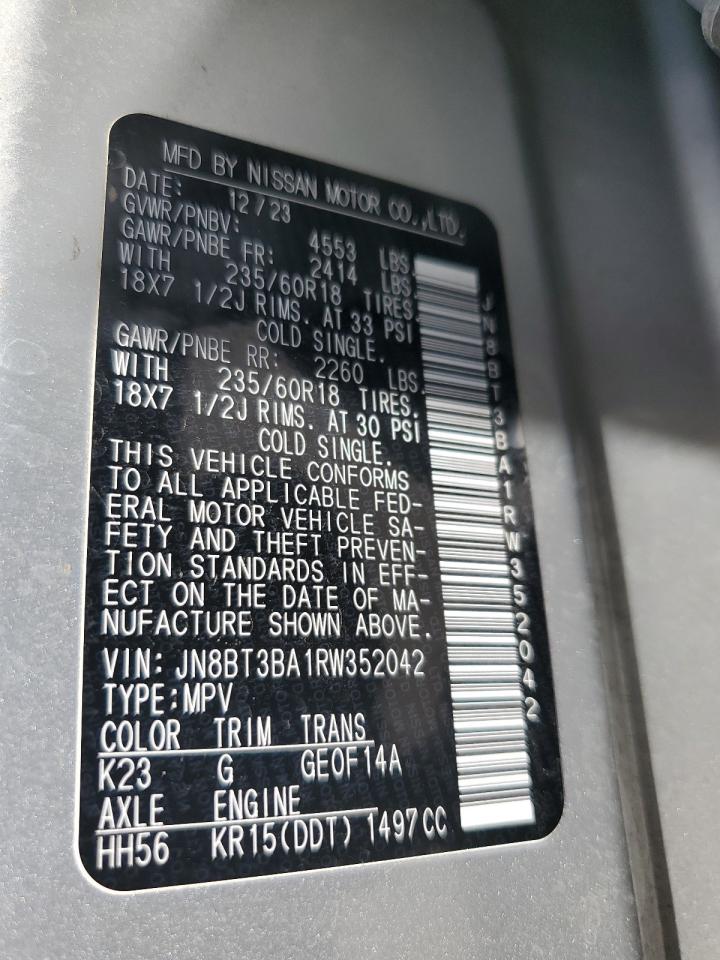 MFD BY NISSAN MOTOR CO.,LTD.
DATE: 12/23
GVWR/PNBV: 4553 LBS.
GAWR/PNBE FR: 2414 LBS.
WITH 235/60R18 TIRES.
18X7 1/2J RIMS. AT 33 PSI
COLD SINGLE.
GAWR/PNBE RR: 2260 LBS.
WITH 235/60R18 TIRES.
18X7 1/2J RIMS. AT 30 PSI
COLD SINGLE.
THIS VEHICLE CONFORMS
TO ALL APPLICABLE FED-
ERAL MOTOR VEHICLE SA-
FETY AND THEFT PREVEN-
TION STANDARDS IN EFF-
ECT ON THE DATE OF MA-
NUFACTURE SHOWN ABOVE.
VIN: JN8BT3BA1RW352042
TYPE:MPV
COLOR TRIM TRANS
K23 G GEOF14A
AXLE ENGINE
HH56 KR15(DDT) 1497CC
JN8BT3BA1RW352042